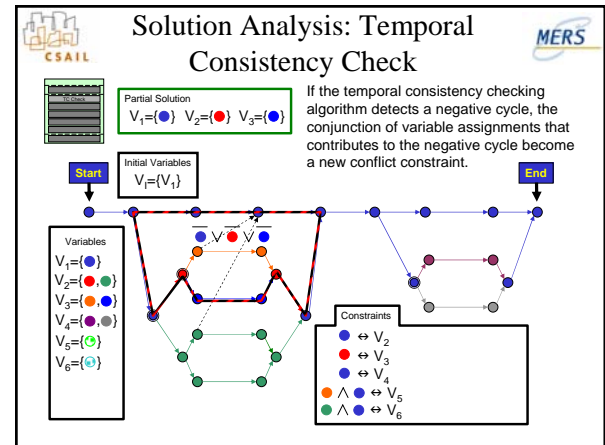 Solution Analysis: Temporal
Consistency Check
CSAIL
MERS
TC Check
Partial Solution
V1={ } V2={ } V3={ }
If the temporal consistency checking
algorithm detects a negative cycle, the
conjunction of variable assignments that
contributes to the negative cycle become
a new conflict constraint.
Initial Variables
VI={V1}
Start
End
∨ ∨
Variables
V1={ }
V2={ , }
V3={ , }
V4={ , }
V5={ }
V6={ }
Constraints
↔ V2
↔ V3
↔ V4
∧ ↔ V5
∧ ↔ V6